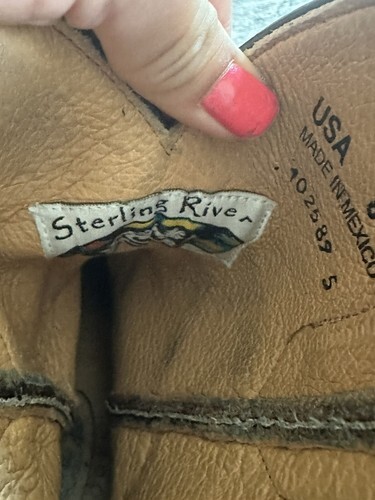 Sterling River
USA
MADE IN MEXICO
102589 5